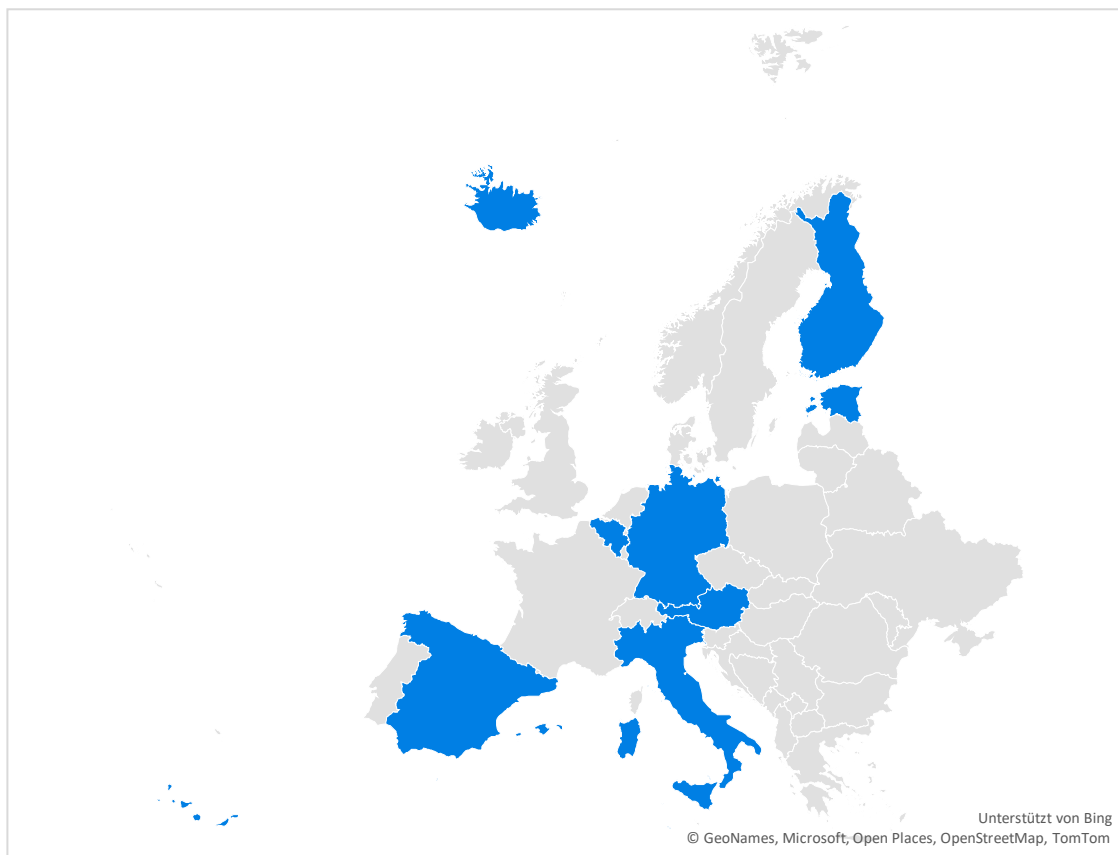 Unterstützt von Bing
© GeoNames, Microsoft, Open Places, OpenStreetMap, TomTom